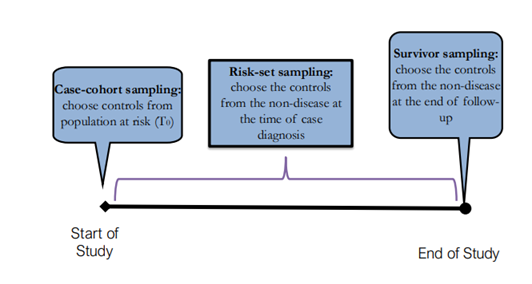 Case-cohort sampling:
choose controls from
population at risk (T0)
Risk-set sampling:
choose the controls
from the non-disease at
the time of case
diagnosis
Survivor sampling:
choose the controls
from the non-disease
at the end of follow-
up
Start of
Study
End of Study